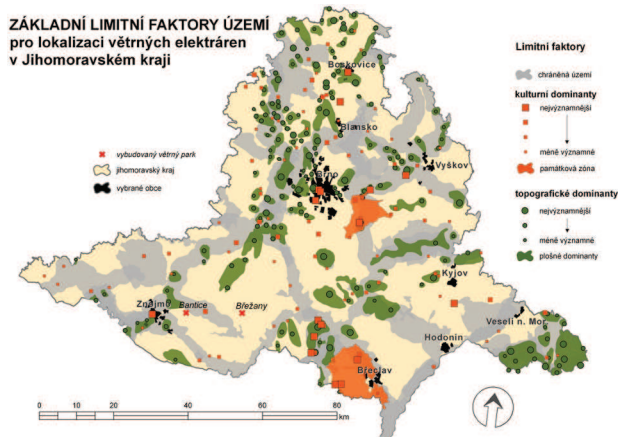 ZÁKLADNÍ LIMITNÍ FAKTORY ÚZEMÍ
pro lokalizaci větrných elektráren
v Jihomoravském kraji
Limitní faktory
chráněná území
kulturní dominanty
nejvýznamnější
méně významné
památková zóna
topografické dominanty
nejvýznamnější
méně význané
plošné dominanty
vybudovaný větrný park
jihomoravský kraj
vybrané obce
Boskovice
Blansko
Vyškov
Brno
Kyjov
Znojmo
Bantice
Břežany
Veselí n. Mor.
Hodonín
Břeclav
0 10 20 40 60 80
km